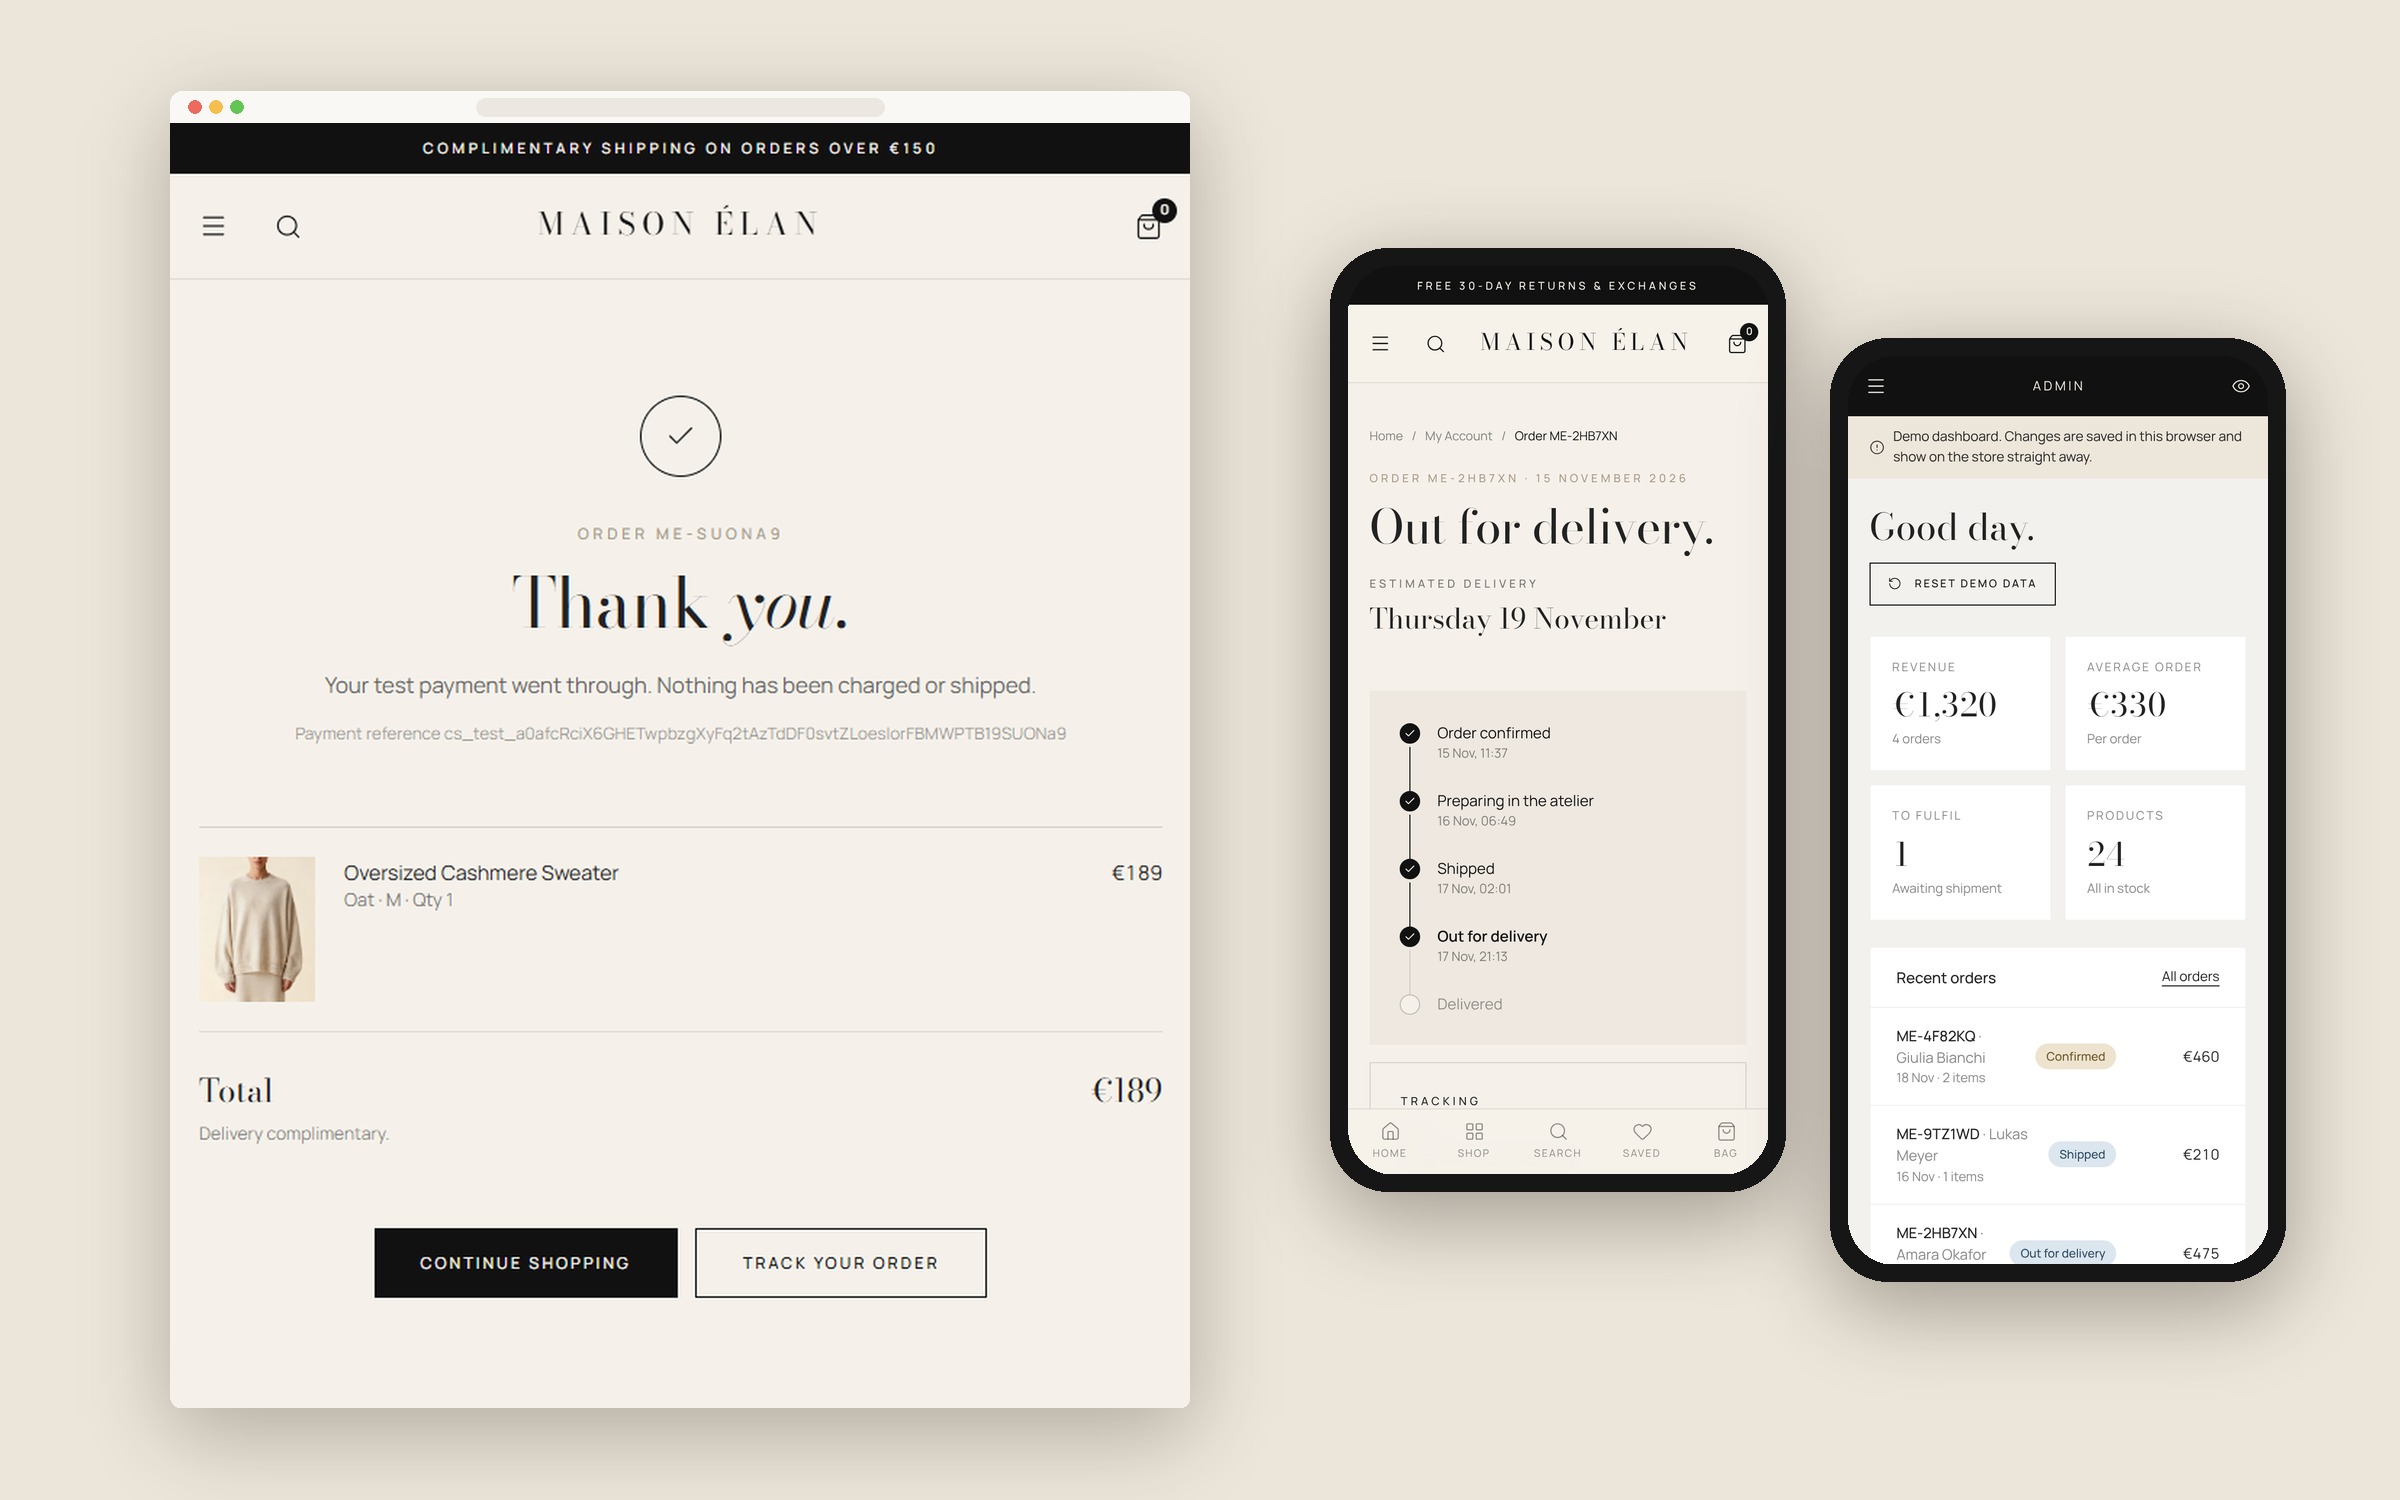 COMPLIMENTARY SHIPPING ON ORDERS OVER €150
MAISON ÉLAN
0
ORDER ME-SUONA9
Thank you.
Your test payment went through. Nothing has been charged or shipped.
Payment reference cs_test_a0afcRciX6GHETwpbzgXyFq2tAzTdDF0svtZLoeslorFBMWPTB19SUONa9
Oversized Cashmere Sweater
€189
Oat · M · Qty 1
Total
€189
Delivery complimentary.
CONTINUE SHOPPING
TRACK YOUR ORDER
FREE 30-DAY RETURNS & EXCHANGES
MAISON ÉLAN
0
Home / My Account / Order ME-2HB7XN
ORDER ME-2HB7XN · 15 NOVEMBER 2026
Out for delivery.
ESTIMATED DELIVERY
Thursday 19 November
Order confirmed
15 Nov, 11:37
Preparing in the atelier
16 Nov, 06:49
Shipped
17 Nov, 02:01
Out for delivery
17 Nov, 21:13
Delivered
TRACKING
HOME
SHOP
SEARCH
SAVED
BAG
ADMIN
Demo dashboard. Changes are saved in this browser and
show on the store straight away.
Good day.
RESET DEMO DATA
REVENUE
€1,320
4 orders
AVERAGE ORDER
€330
Per order
TO FULFIL
1
Awaiting shipment
PRODUCTS
24
All in stock
Recent orders
All orders
ME-4F82KQ ·
Giulia Bianchi
18 Nov · 2 items
Confirmed
€460
ME-9TZ1WD · Lukas
Meyer
16 Nov · 1 items
Shipped
€210
ME-2HB7XN ·
Amara Okafor
Out for delivery
€475